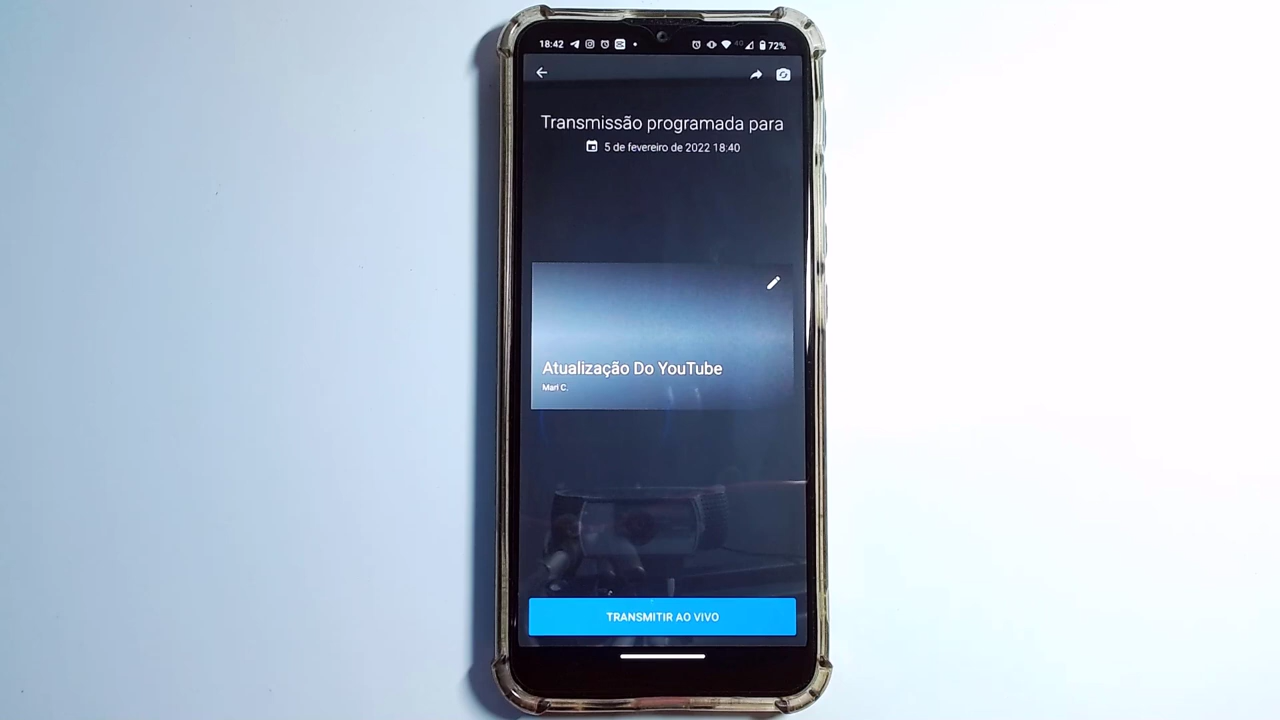 18:42 4G 72%
Transmissão programada para
5 de fevereiro de 2022 18:40
Atualização Do YouTube
Mari C.
TRANSMITIR AO VIVO